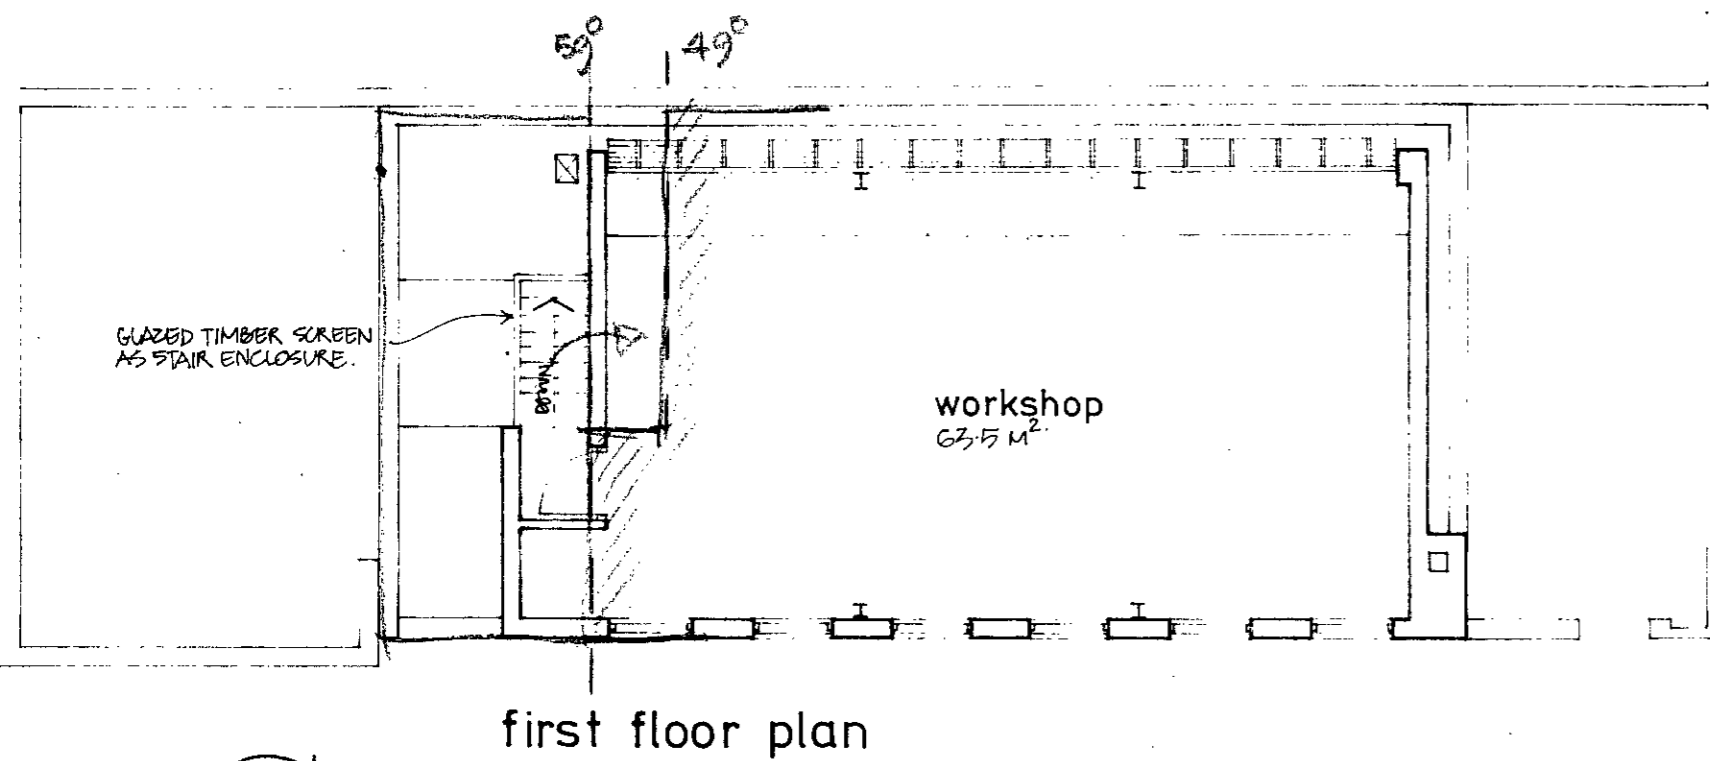 59°
49°
GLAZED TIMBER SCREEN
AS STAIR ENCLOSURE.
DOWN
workshop
63.5 M².
first floor plan